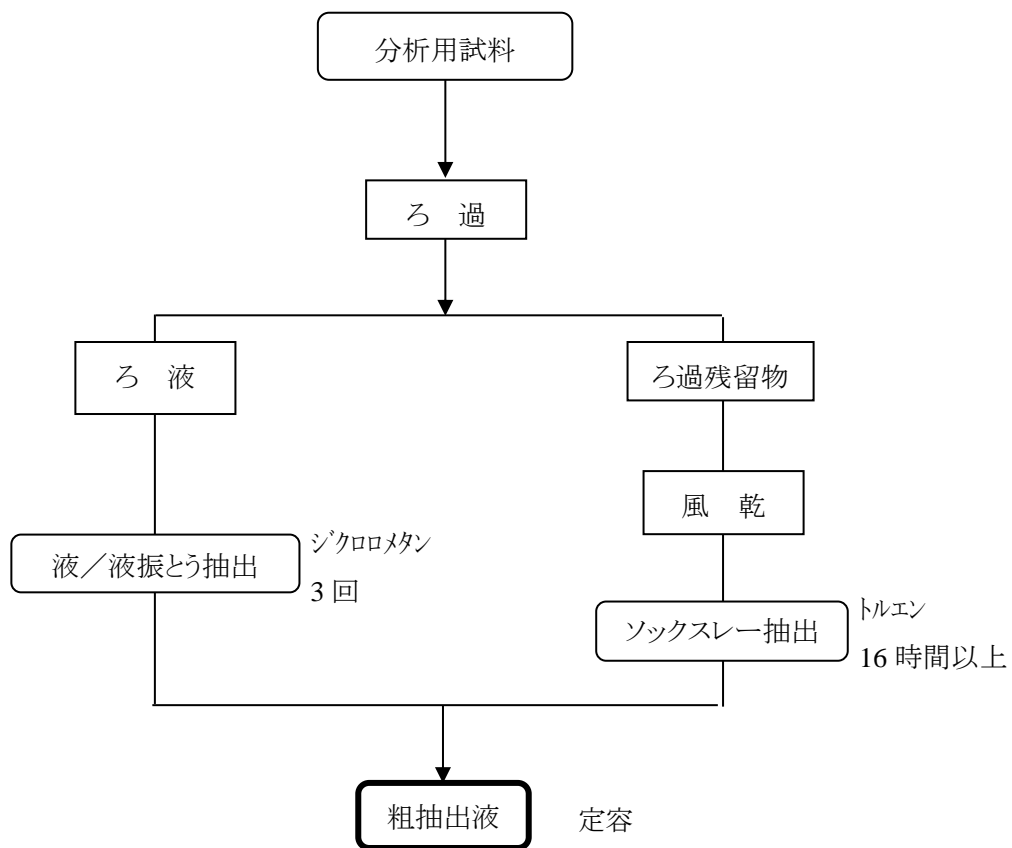 分析用試料
ろ　過
ろ　液
ろ過残留物
風　乾
液／液振とう抽出
ｼﾞｸﾛﾛﾒﾀﾝ
3 回
ソックスレー抽出
ﾄﾙｴﾝ
16 時間以上
粗抽出液
定容